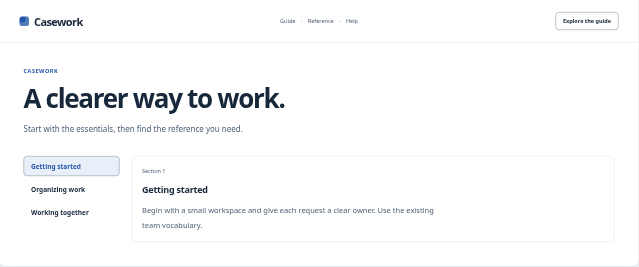 Casework
Guide · Reference · Help
Explore the guide
CASEWORK
A clearer way to work.
Start with the essentials, then find the reference you need.
Getting started
Organizing work
Working together
Section 1
Getting started
Begin with a small workspace and give each request a clear owner. Use the existing
team vocabulary.